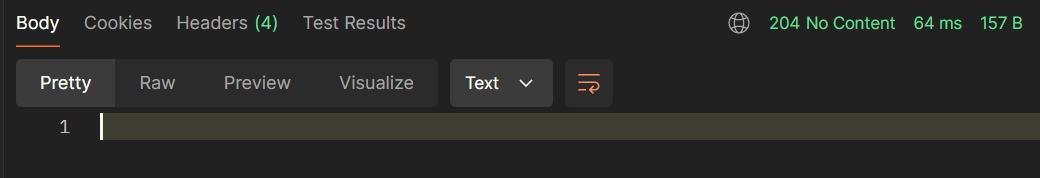 Body Cookies Headers (4) Test Results 204 No Content 64 ms 157 B
Pretty Raw Preview Visualize Text
1